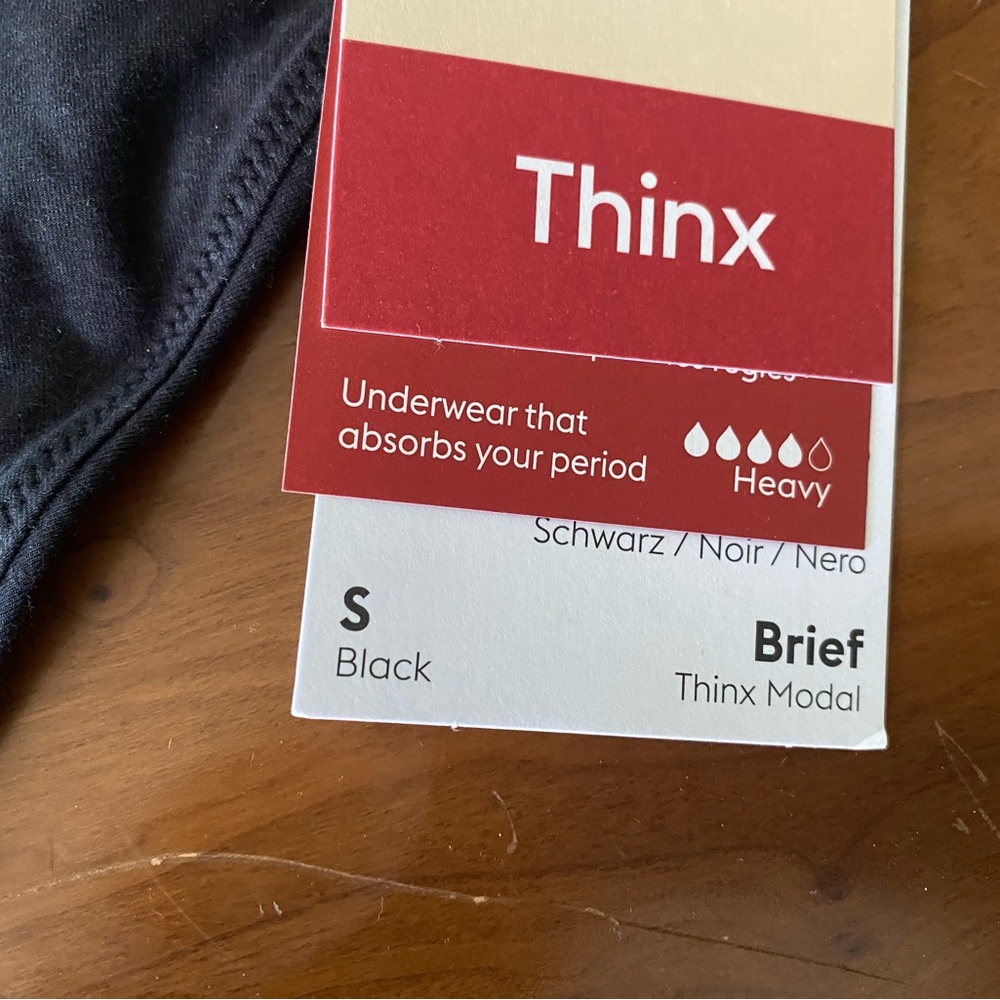 Thinx
Underwear that
absorbs your period
Heavy
Schwarz / Noir / Nero
S
Black
Brief
Thinx Modal